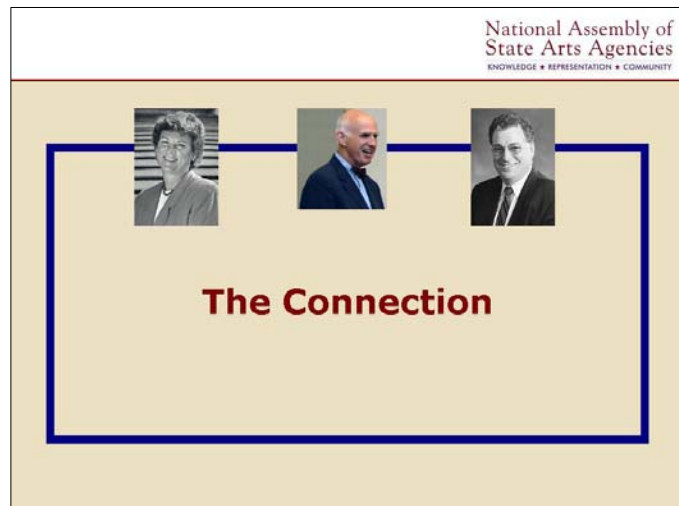 National Assembly of
State Arts Agencies
KNOWLEDGE ★ REPRESENTATION ★ COMMUNITY
The Connection